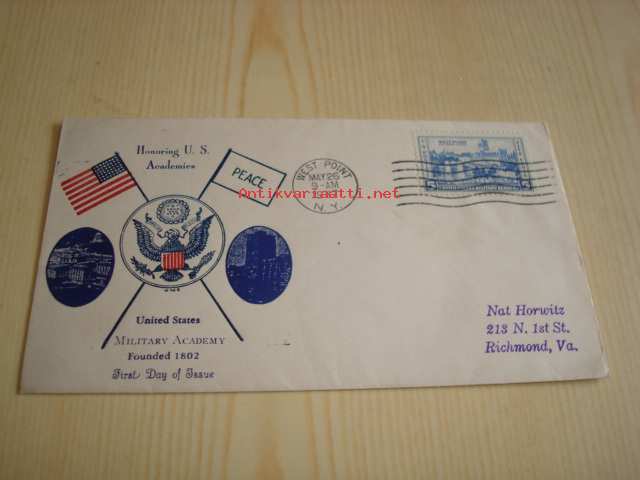 Honoring U. S.
Academies
PEACE
WEST POINT
MAY 26
9-AM
N.Y.
United States
MILITARY ACADEMY
Founded 1802
First Day of Issue
Nat Horwitz
213 N. 1st St.
Richmond, Va.
Antikvariaatti.net